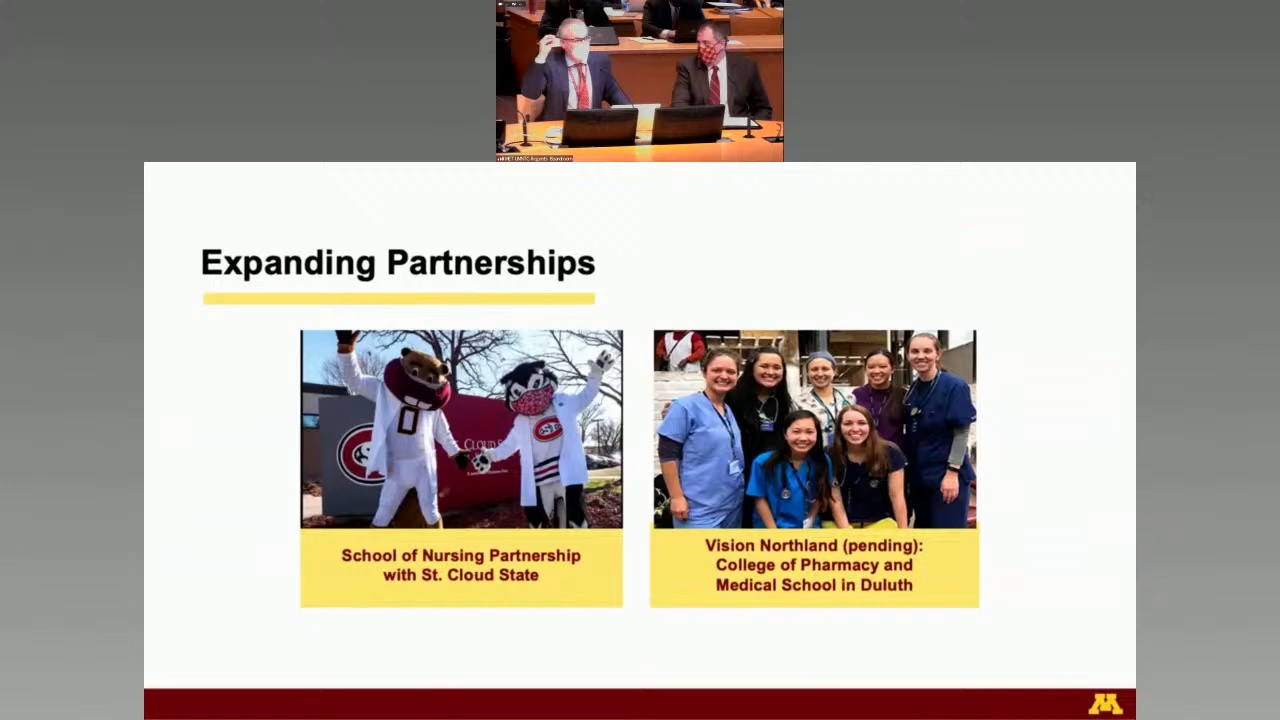 Expanding Partnerships
School of Nursing Partnership
with St. Cloud State
Vision Northland (pending):
College of Pharmacy and
Medical School in Duluth
M